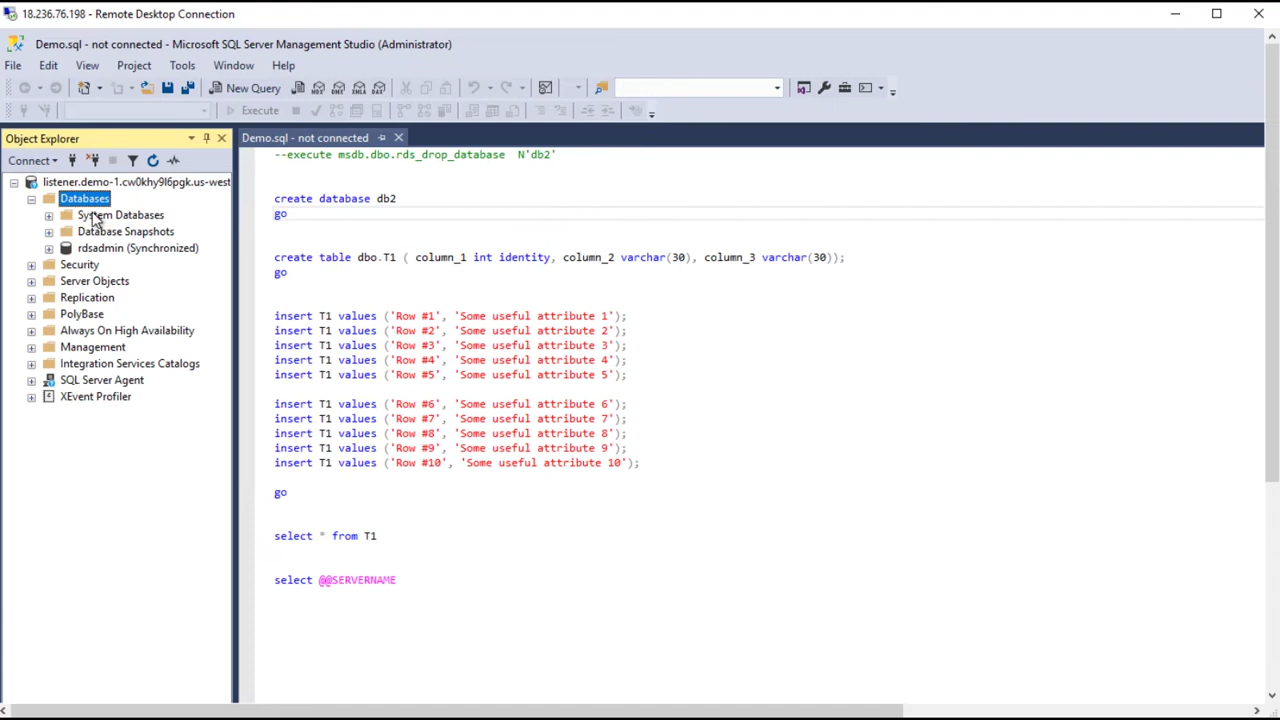 18.236.76.198 - Remote Desktop Connection
Demo.sql - not connected - Microsoft SQL Server Management Studio (Administrator)
File Edit View Project Tools Window Help
New Query MDX DMX XMLA DAX
Execute
Object Explorer
Demo.sql - not connected
Connect
listener.demo-1.cw0khy9l6pgk.us-west
Databases
System Databases
Database Snapshots
rdsadmin (Synchronized)
Security
Server Objects
Replication
PolyBase
Always On High Availability
Management
Integration Services Catalogs
SQL Server Agent
XEvent Profiler
--execute msdb.dbo.rds_drop_database N'db2'
create database db2
go
create table dbo.T1 ( column_1 int identity, column_2 varchar(30), column_3 varchar(30));
go
insert T1 values ('Row #1', 'Some useful attribute 1');
insert T1 values ('Row #2', 'Some useful attribute 2');
insert T1 values ('Row #3', 'Some useful attribute 3');
insert T1 values ('Row #4', 'Some useful attribute 4');
insert T1 values ('Row #5', 'Some useful attribute 5');
insert T1 values ('Row #6', 'Some useful attribute 6');
insert T1 values ('Row #7', 'Some useful attribute 7');
insert T1 values ('Row #8', 'Some useful attribute 8');
insert T1 values ('Row #9', 'Some useful attribute 9');
insert T1 values ('Row #10', 'Some useful attribute 10');
go
select * from T1
select @@SERVERNAME